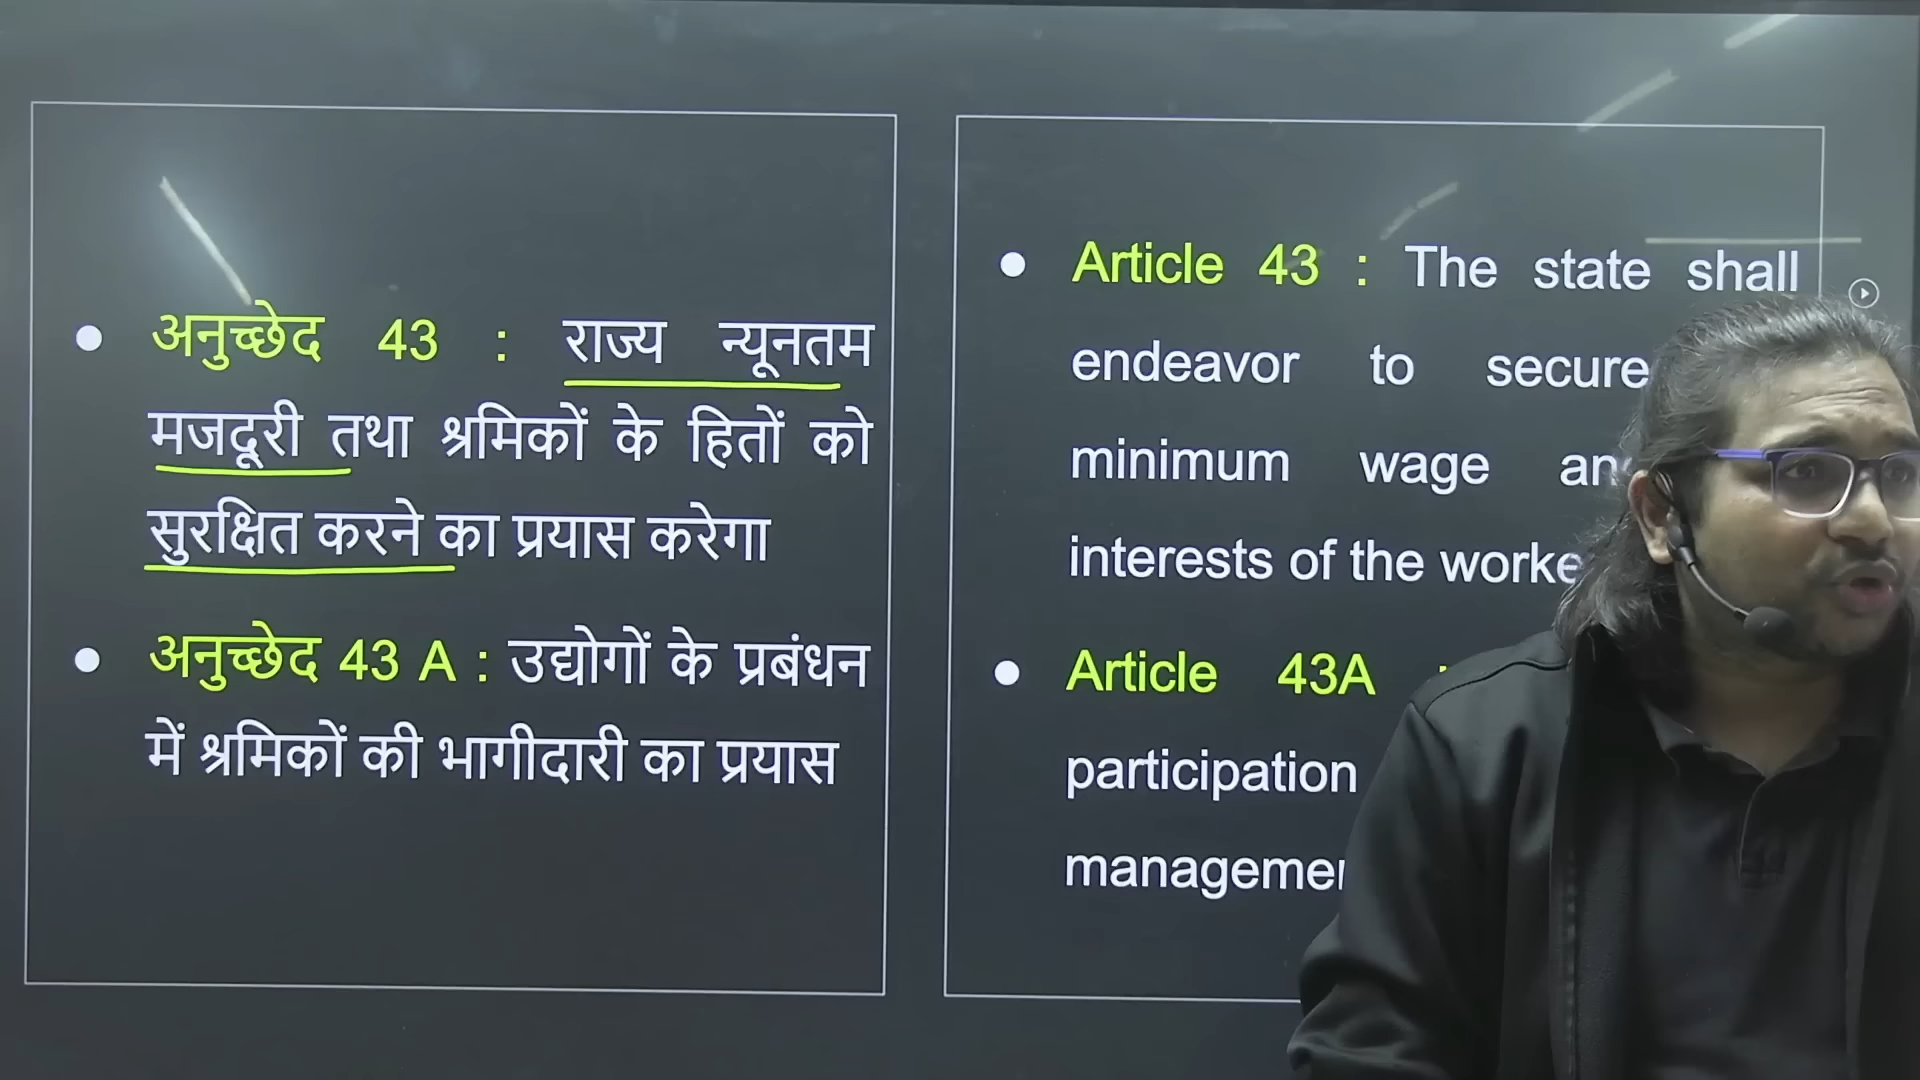 अनुच्छेद 43 : राज्य न्यूनतम
मजदूरी तथा श्रमिकों के हितों को
सुरक्षित करने का प्रयास करेगा
अनुच्छेद 43 A : उद्योगों के प्रबंधन
में श्रमिकों की भागीदारी का प्रयास
Article 43 : The state shall
endeavor to secure
minimum wage
interests of the
Article 43A :
participation